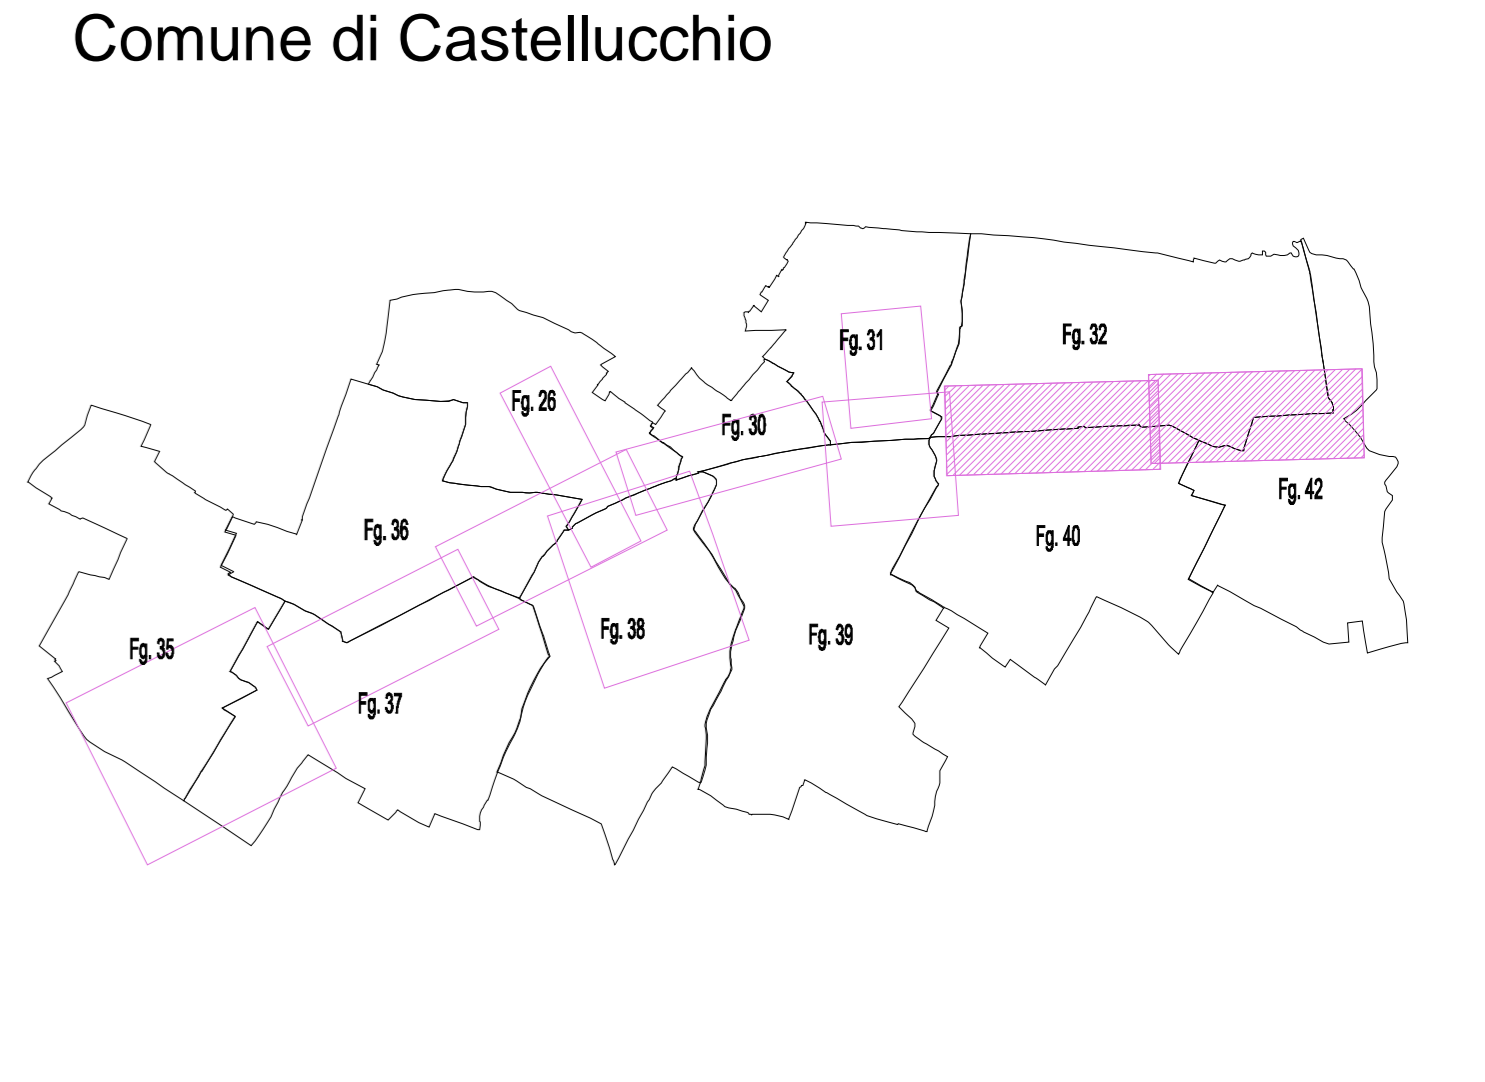 Comune di Castellucchio
Fg. 31
Fg. 32
Fg. 26
Fg. 30
Fg. 36
Fg. 42
Fg. 40
Fg. 35
Fg. 38
Fg. 39
Fg. 37